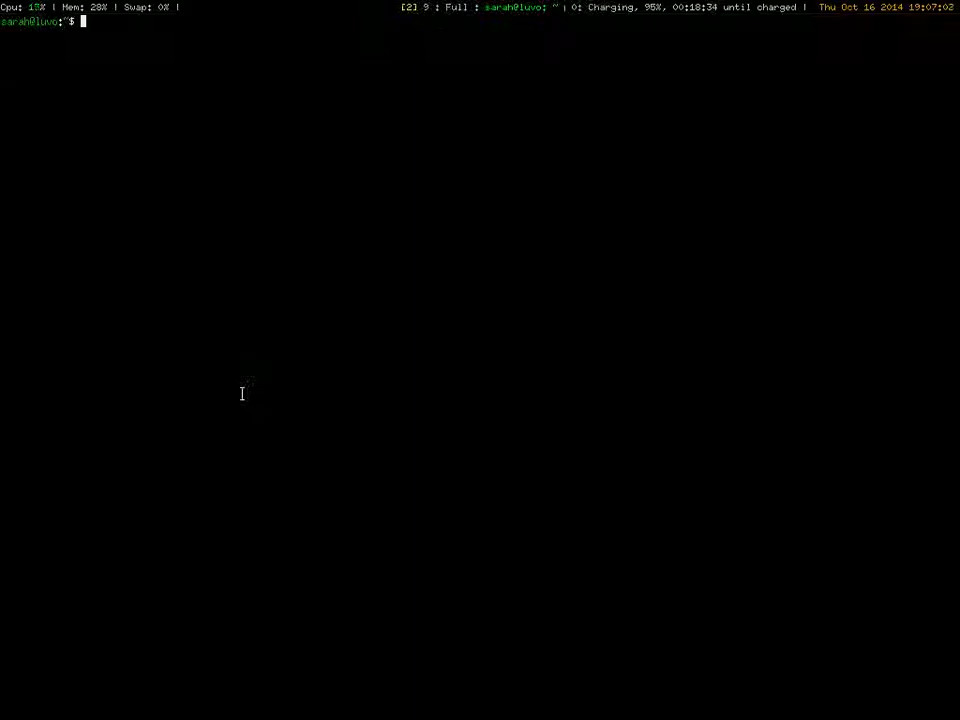 Cpu: 17% | Mem: 28% | Swap: 0% | [2] 9 : Full : sarah@luvo: ~ | 0: Charging, 95%, 00:18:34 until charged | Thu Oct 16 2014 19:07:02
sarah@luvo:~$